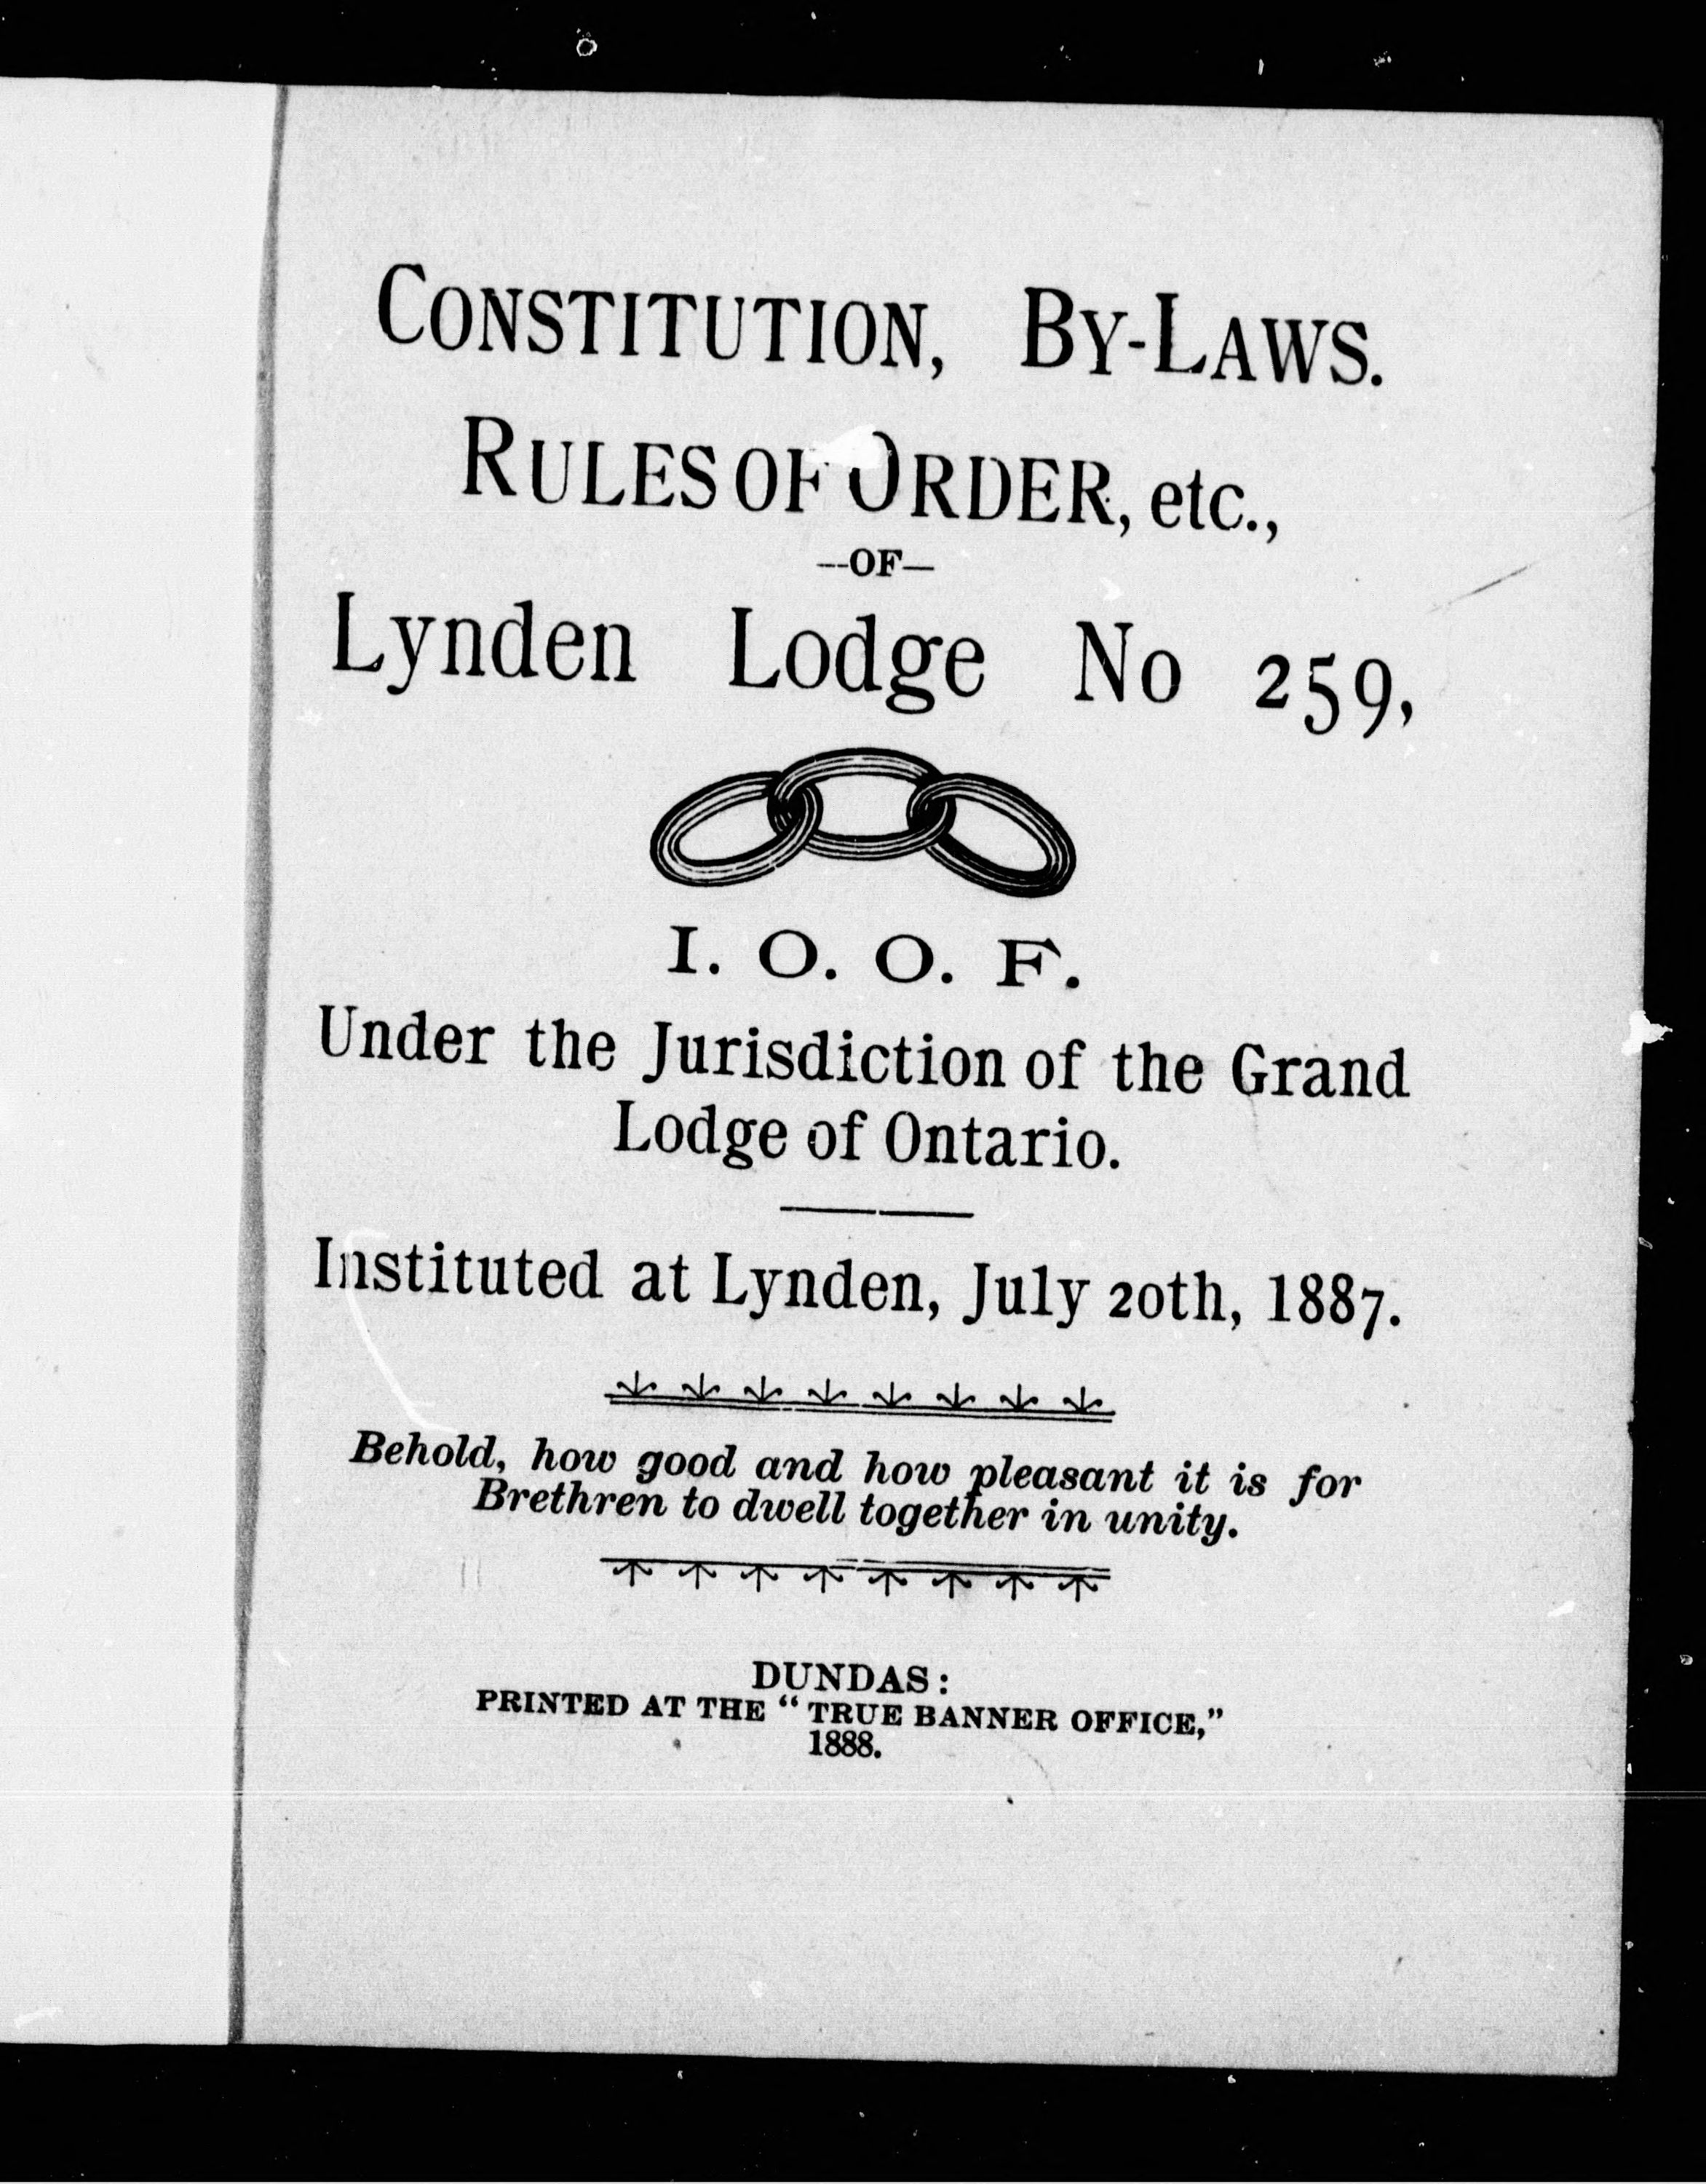 CONSTITUTION, BY-LAWS.
RULES OF ORDER, etc.,
--OF—
Lynden Lodge No 259,
I. O. O. F.
Under the Jurisdiction of the Grand
Lodge of Ontario.
Instituted at Lynden, July 20th, 1887.
Behold, how good and how pleasant it is for
Brethren to dwell together in unity.
DUNDAS:
PRINTED AT THE “ TRUE BANNER OFFICE,”
1888.